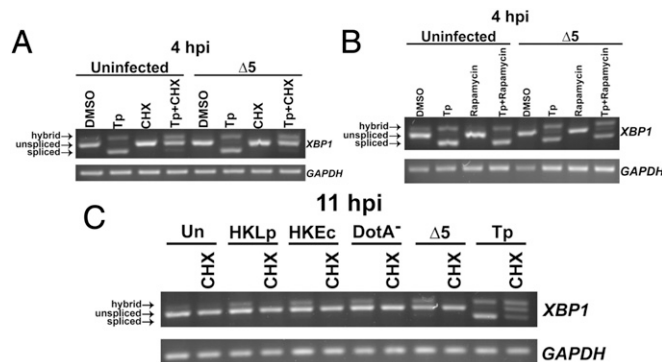 A
4 hpi
Uninfected Δ5
DMSO Tp CHX Tp+CHX DMSO Tp CHX Tp+CHX
hybrid→
unspliced→
spliced→
XBP1
GAPDH
B
4 hpi
Uninfected Δ5
DMSO Tp Rapamycin Tp+Rapamycin DMSO Tp Rapamycin Tp+Rapamycin
hybrid→
unspliced→
spliced→
XBP1
GAPDH
C
11 hpi
Un HKLp HKEc DotA- Δ5 Tp
CHX CHX CHX CHX CHX CHX
hybrid→
unspliced→
spliced→
XBP1
GAPDH